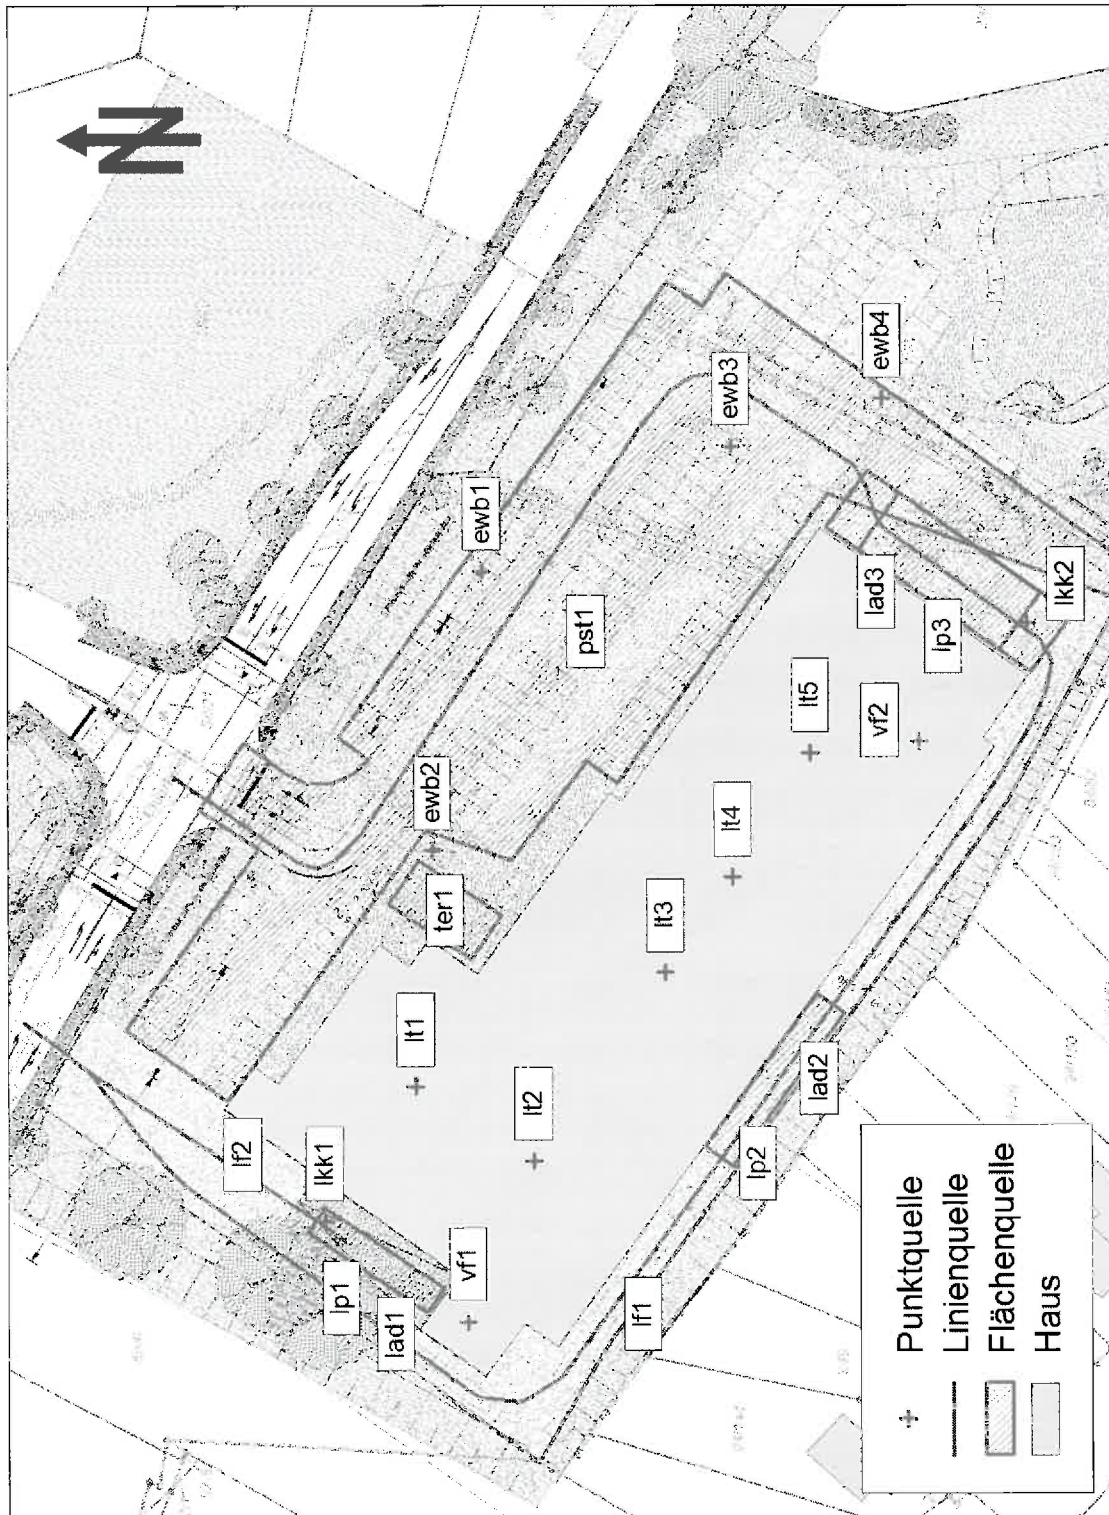 N
ewb1
ewb2
ewb3
ewb4
pst1
ter1
lt1
lt2
lt3
lt4
lt5
vf1
vf2
lf1
lf2
lkk1
lkk2
lp1
lp2
lp3
lad1
lad2
lad3
Punktquelle
Linienquelle
Flächenquelle
Haus